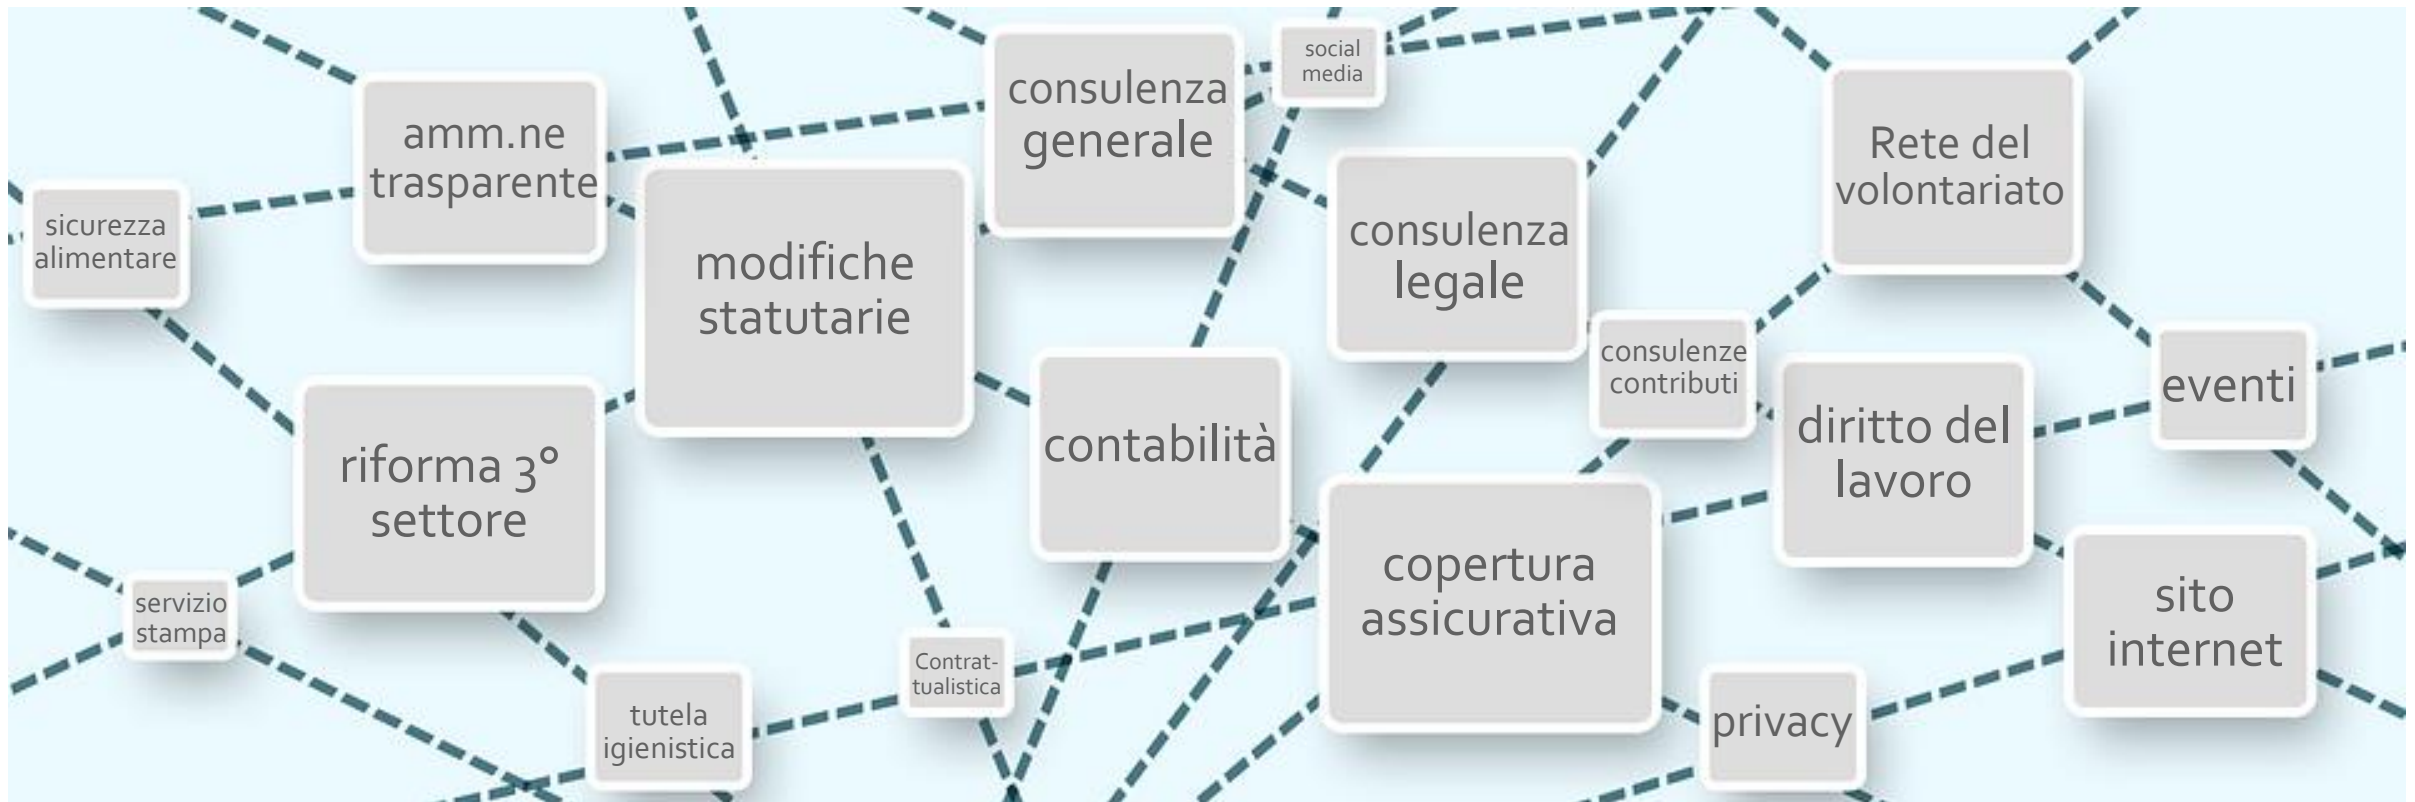 social
media
consulenza
generale
amm.ne
trasparente
Rete del
volontariato
sicurezza
alimentare
consulenza
legale
modifiche
statutarie
consulenze
contributi
eventi
diritto del
lavoro
contabilità
riforma 3°
settore
copertura
assicurativa
sito
internet
servizio
stampa
Contrat-
tualistica
tutela
igienistica
privacy